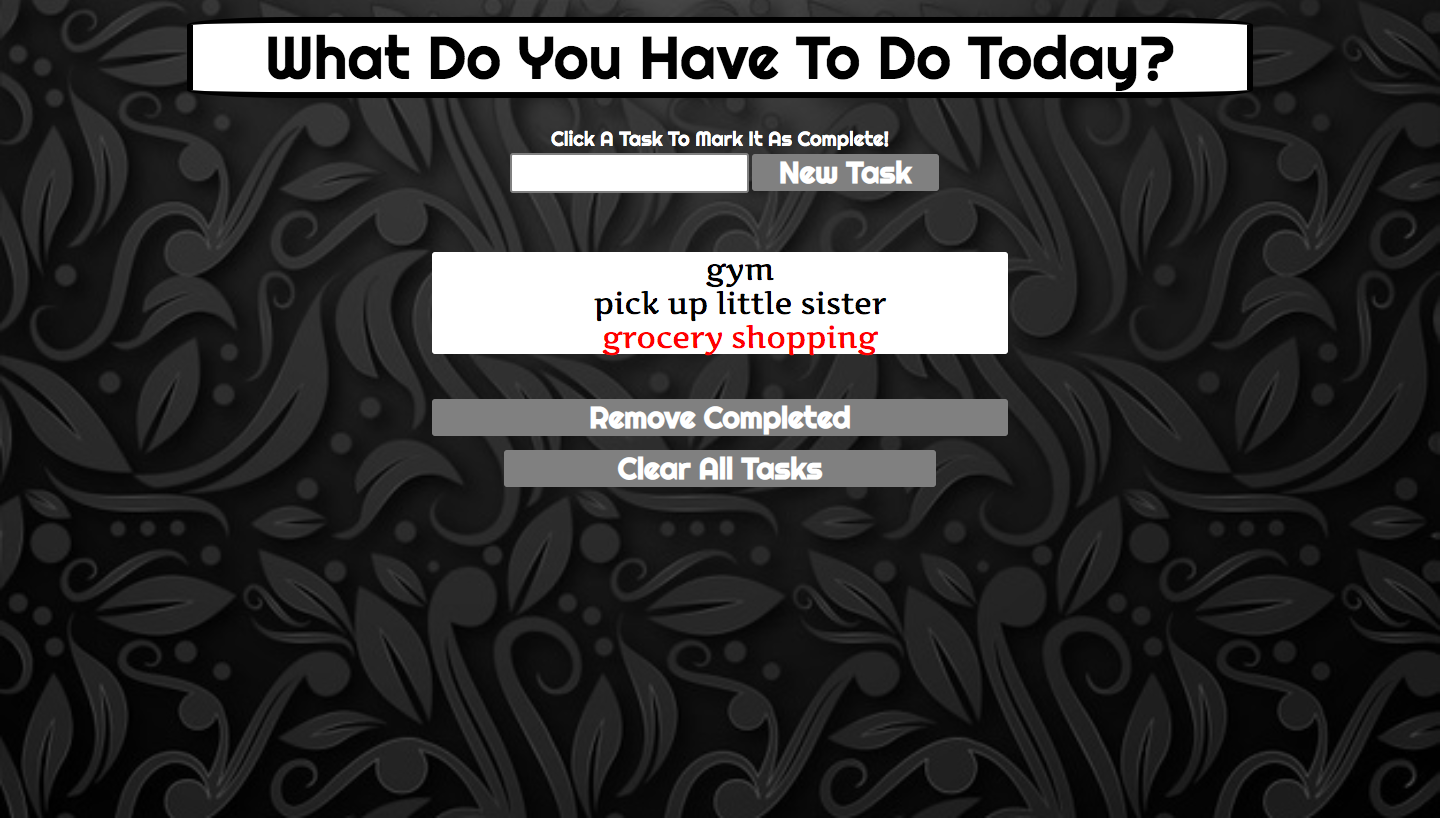 What Do You Have To Do Today?
Click A Task To Mark It As Complete!
New Task
gym
pick up little sister
grocery shopping
Remove Completed
Clear All Tasks